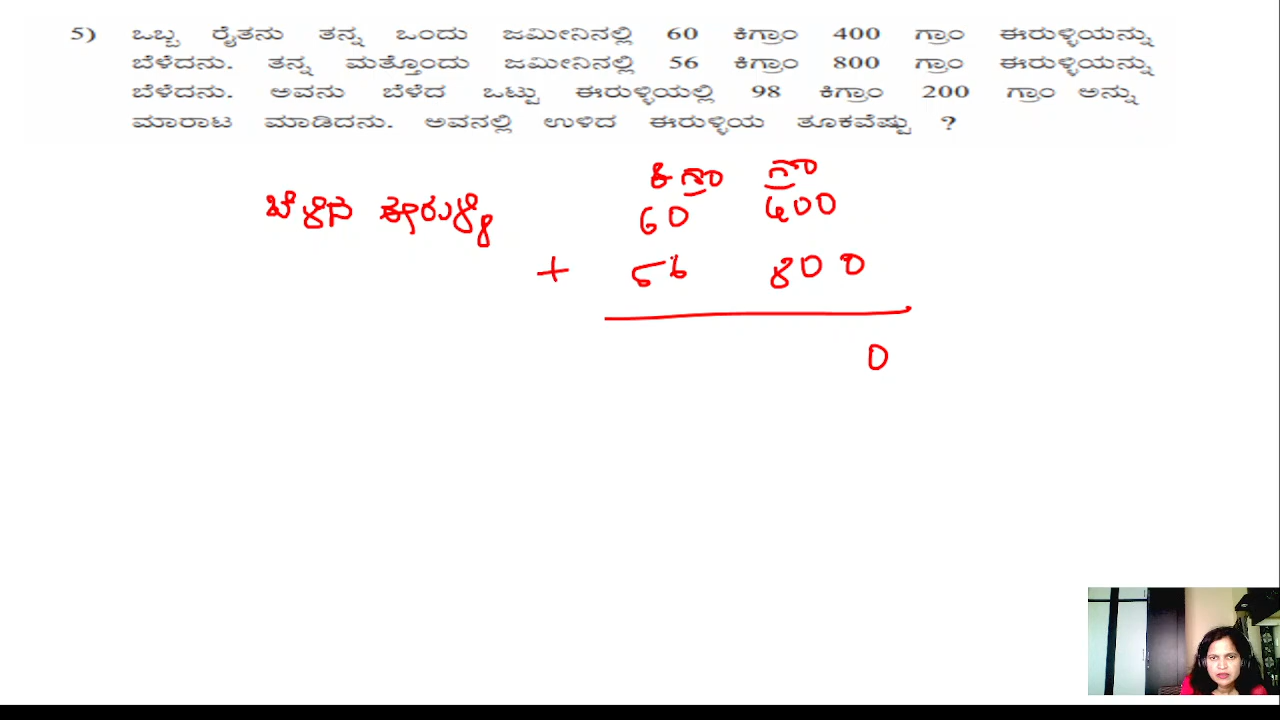 5) ಒಬ್ಬ ರೈತನು ತನ್ನ ಒಂದು ಜಮೀನಿನಲ್ಲಿ 60 ಕಿಗ್ರಾಂ 400 ಗ್ರಾಂ ಈರುಳ್ಳಿಯನ್ನು
ಬೆಳೆದನು. ತನ್ನ ಮತ್ತೊಂದು ಜಮೀನಿನಲ್ಲಿ 56 ಕಿಗ್ರಾಂ 800 ಗ್ರಾಂ ಈರುಳ್ಳಿಯನ್ನು
ಬೆಳೆದನು. ಅವನು ಬೆಳೆದ ಒಟ್ಟು ಈರುಳ್ಳಿಯಲ್ಲಿ 98 ಕಿಗ್ರಾಂ 200 ಗ್ರಾಂ ಅನ್ನು
ಮಾರಾಟ ಮಾಡಿದನು. ಅವನಲ್ಲಿ ಉಳಿದ ಈರುಳ್ಳಿಯ ತೂಕವೆಷ್ಟು ?
ಕಿಗ್ರಾಂ ಗ್ರಾಂ
ಬೆಳೆದ ಈರುಳ್ಳಿ 60 400
+ 56 800
0